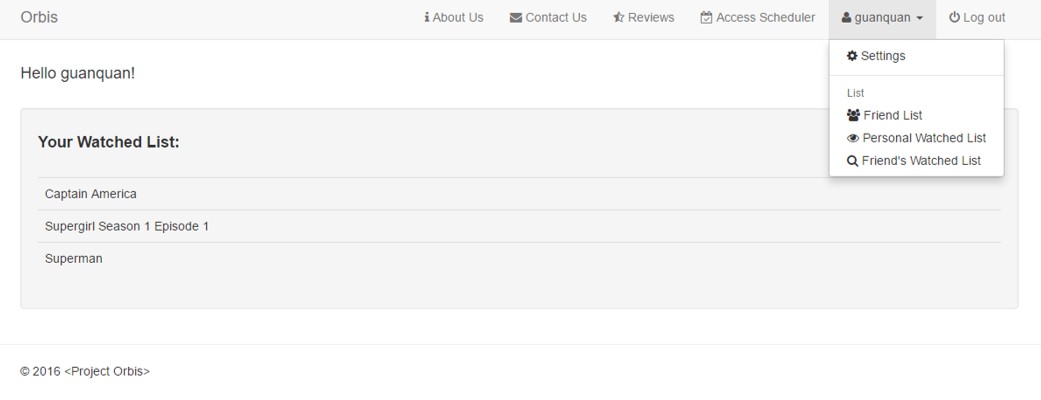 Orbis About Us Contact Us Reviews Access Scheduler guanquan Log out
Settings
List
Friend List
Personal Watched List
Friend's Watched List
Hello guanquan!
Your Watched List:
Captain America
Supergirl Season 1 Episode 1
Superman
© 2016 <Project Orbis>